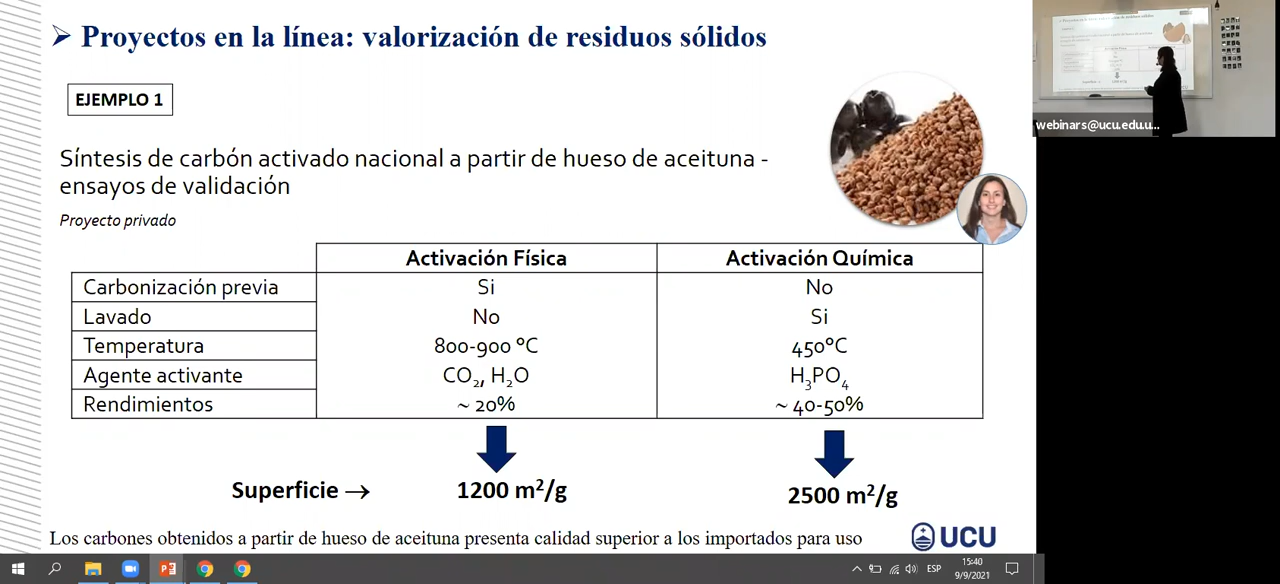 Proyectos en la línea: valorización de residuos sólidos
EJEMPLO 1
Síntesis de carbón activado nacional a partir de hueso de aceituna -
ensayos de validación
Proyecto privado
Activación Física Activación Química
Carbonización previa Si No
Lavado No Si
Temperatura 800-900 °C 450°C
Agente activante CO₂, H₂O H₃PO₄
Rendimientos ~ 20% ~ 40-50%
Superficie → 1200 m²/g 2500 m²/g
Los carbones obtenidos a partir de hueso de aceituna presenta calidad superior a los importados para uso
UCU
webinars@ucu.edu.u...
ESP
15:40
9/9/2021